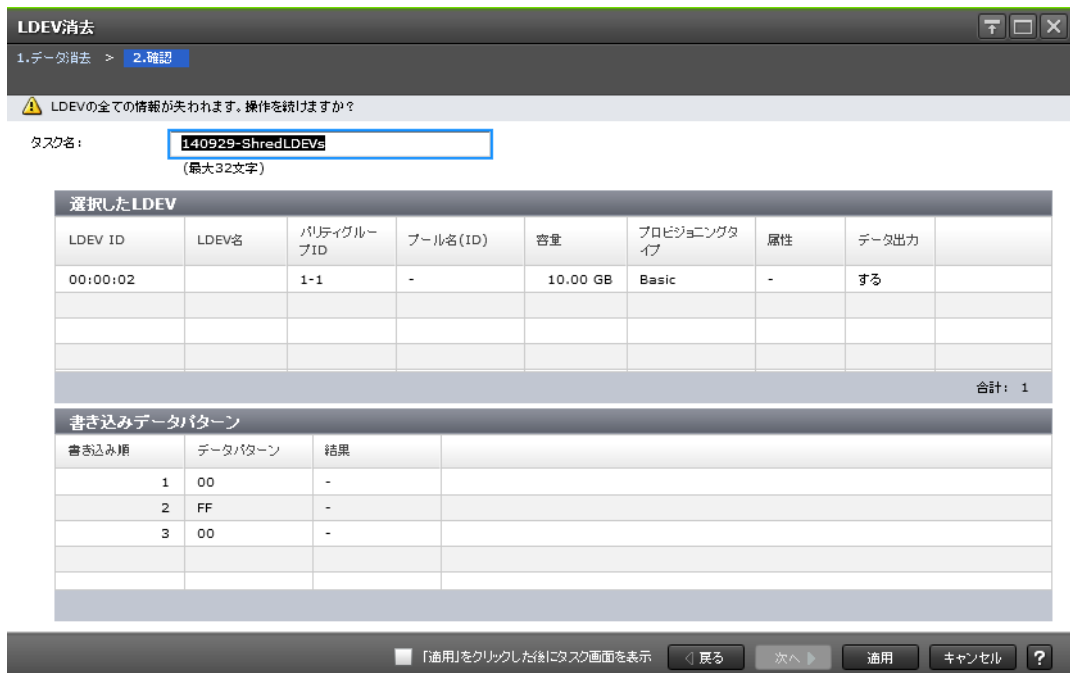 LDEV消去
1.データ消去 > 2.確認
LDEVの全ての情報が失われます。操作を続けますか?
タスク名: 140929-ShredLDEVs
(最大32文字)
選択したLDEV
LDEV ID LDEV名 パリティグループID プール名(ID) 容量 プロビジョニングタイプ 属性 データ出力
00:00:02 1-1 - 10.00 GB Basic - する
合計: 1
書き込みデータパターン
書き込み順 データパターン 結果
1 00 -
2 FF -
3 00 -
「適用」をクリックした後にタスク画面を表示 戻る 次へ 適用 キャンセル ?